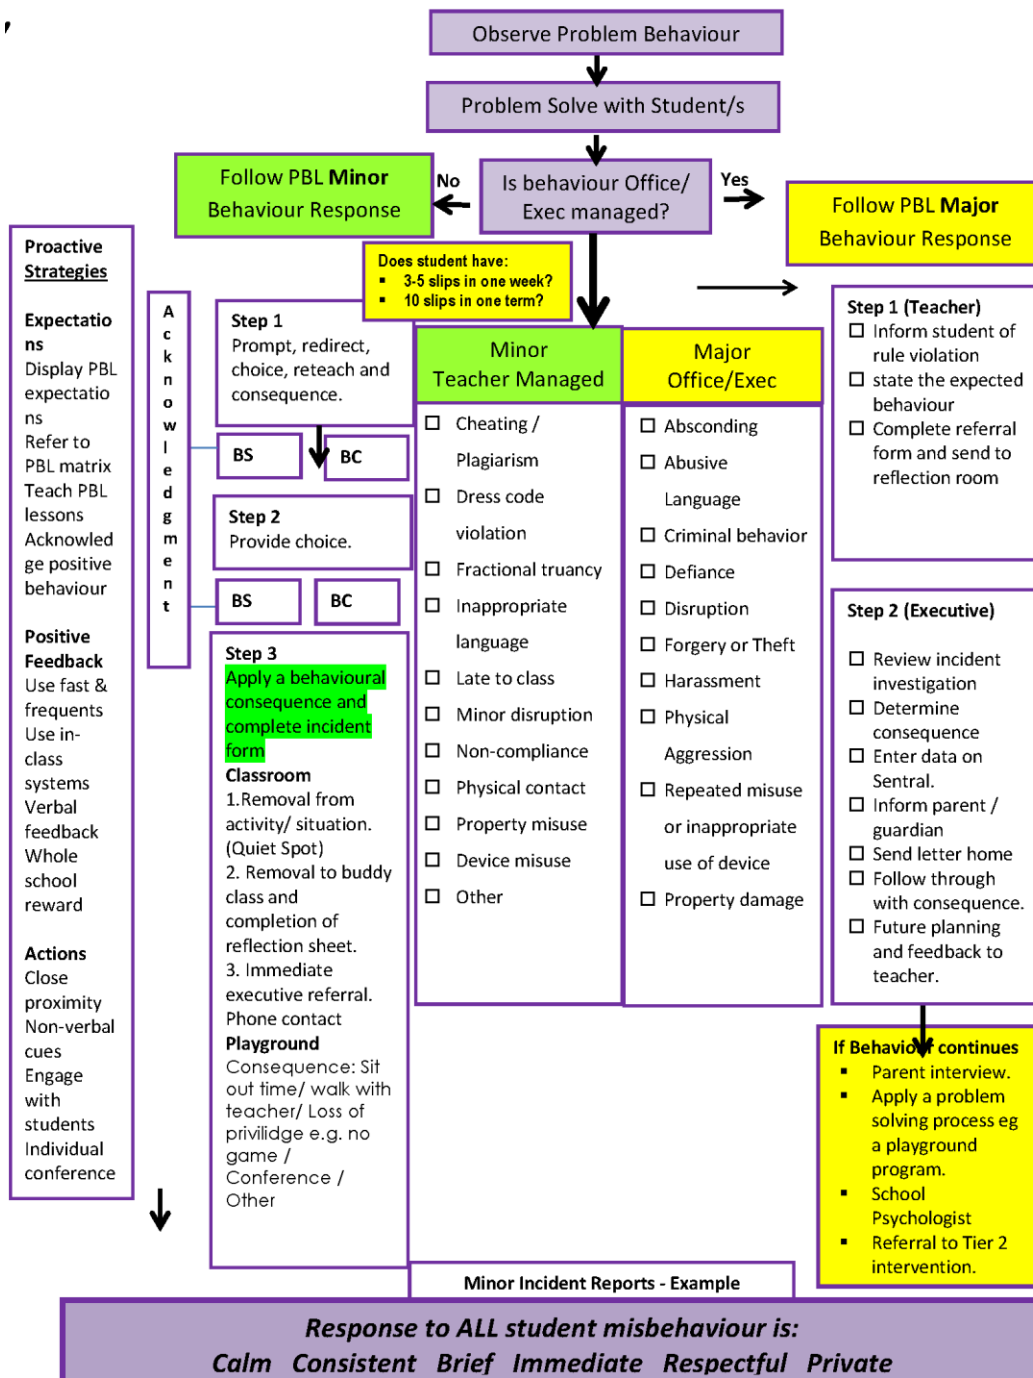 Observe Problem Behaviour
Problem Solve with Student/s
Is behaviour Office/
Exec managed?
No
Yes
Follow PBL Minor
Behaviour Response
Follow PBL Major
Behaviour Response
Does student have:
▪ 3-5 slips in one week?
▪ 10 slips in one term?
Proactive
Strategies
Expectatio
ns
Display PBL
expectatio
ns
Refer to
PBL matrix
Teach PBL
lessons
Acknowled
ge positive
behaviour
Positive
Feedback
Use fast &
frequents
Use in-
class
systems
Verbal
feedback
Whole
school
reward
Actions
Close
proximity
Non-verbal
cues
Engage
with
students
Individual
conference
A
c
k
n
o
w
l
e
d
g
m
e
n
t
Step 1
Prompt, redirect,
choice, reteach and
consequence.
BS
BC
Step 2
Provide choice.
BS
BC
Step 3
Apply a behavioural
consequence and
complete incident
form
Classroom
1.Removal from
activity/ situation.
(Quiet Spot)
2. Removal to buddy
class and
completion of
reflection sheet.
3. Immediate
executive referral.
Phone contact
Playground
Consequence: Sit
out time/ walk with
teacher/ Loss of
privilidge e.g. no
game /
Conference /
Other
Minor
Teacher Managed
☐ Cheating /
Plagiarism
☐ Dress code
violation
☐ Fractional truancy
☐ Inappropriate
language
☐ Late to class
☐ Minor disruption
☐ Non-compliance
☐ Physical contact
☐ Property misuse
☐ Device misuse
☐ Other
Major
Office/Exec
☐ Absconding
☐ Abusive
Language
☐ Criminal behavior
☐ Defiance
☐ Disruption
☐ Forgery or Theft
☐ Harassment
☐ Physical
Aggression
☐ Repeated misuse
or inappropriate
use of device
☐ Property damage
Step 1 (Teacher)
☐ Inform student of
rule violation
☐ state the expected
behaviour
☐ Complete referral
form and send to
reflection room
Step 2 (Executive)
☐ Review incident
investigation
☐ Determine
consequence
☐ Enter data on
Sentral.
☐ Inform parent /
guardian
☐ Send letter home
☐ Follow through
with consequence.
☐ Future planning
and feedback to
teacher.
If Behaviour continues
▪ Parent interview.
▪ Apply a problem
solving process eg
a playground
program.
▪ School
Psychologist
▪ Referral to Tier 2
intervention.
Minor Incident Reports - Example
Response to ALL student misbehaviour is:
Calm Consistent Brief Immediate Respectful Private